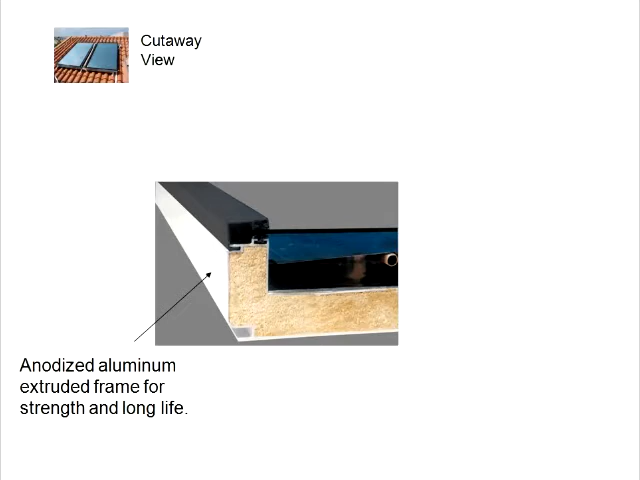 Cutaway
View
Anodized aluminum
extruded frame for
strength and long life.